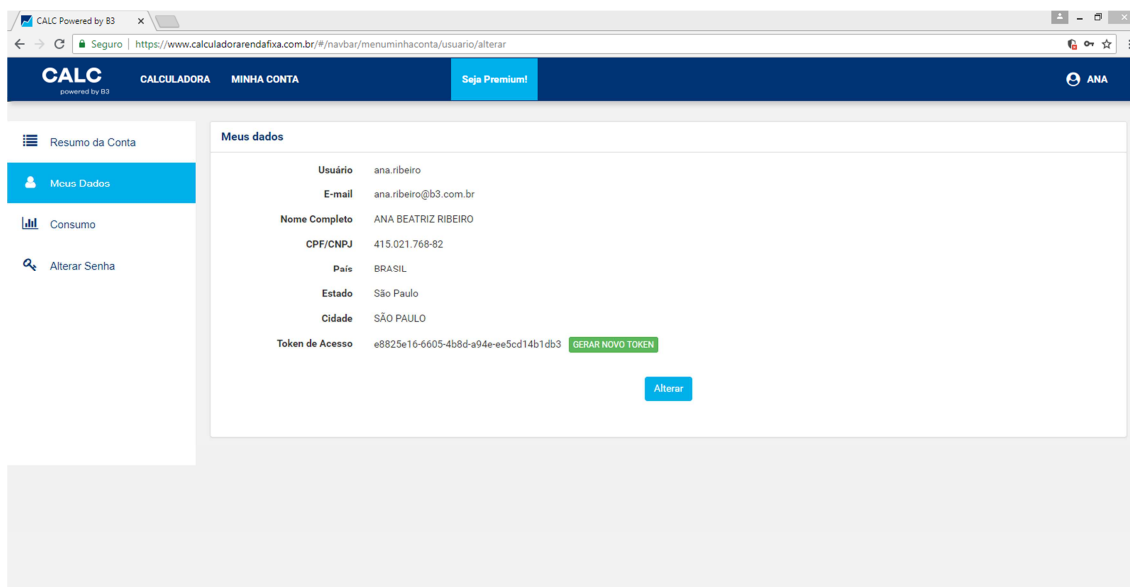 CALC Powered by B3
Seguro | https://www.calculadorarendafixa.com.br/#/navbar/menuminhaconta/usuario/alterar
CALC
powered by B3
CALCULADORA
MINHA CONTA
Seja Premium!
ANA
Resumo da Conta
Meus Dados
Consumo
Alterar Senha
Meus dados
Usuário ana.ribeiro
E-mail ana.ribeiro@b3.com.br
Nome Completo ANA BEATRIZ RIBEIRO
CPF/CNPJ 415.021.768-82
País BRASIL
Estado São Paulo
Cidade SÃO PAULO
Token de Acesso e8825e16-6605-4b8d-a94e-ee5cd14b1db3 GERAR NOVO TOKEN
Alterar